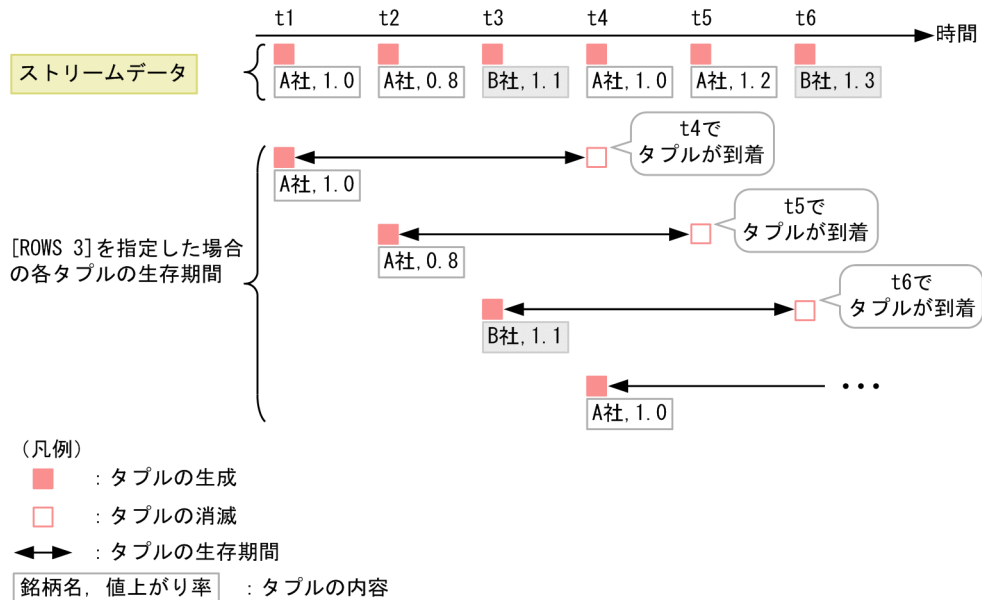 t1 t2 t3 t4 t5 t6
時間
ストリームデータ
A社,1.0 A社,0.8 B社,1.1 A社,1.0 A社,1.2 B社,1.3
t4で
タプルが到着
A社,1.0
t5で
タプルが到着
A社,0.8
[ROWS 3]を指定した場合
の各タプルの生存期間
t6で
タプルが到着
B社,1.1
・・・
A社,1.0
(凡例)
：タプルの生成
：タプルの消滅
：タプルの生存期間
銘柄名, 値上がり率 ：タプルの内容